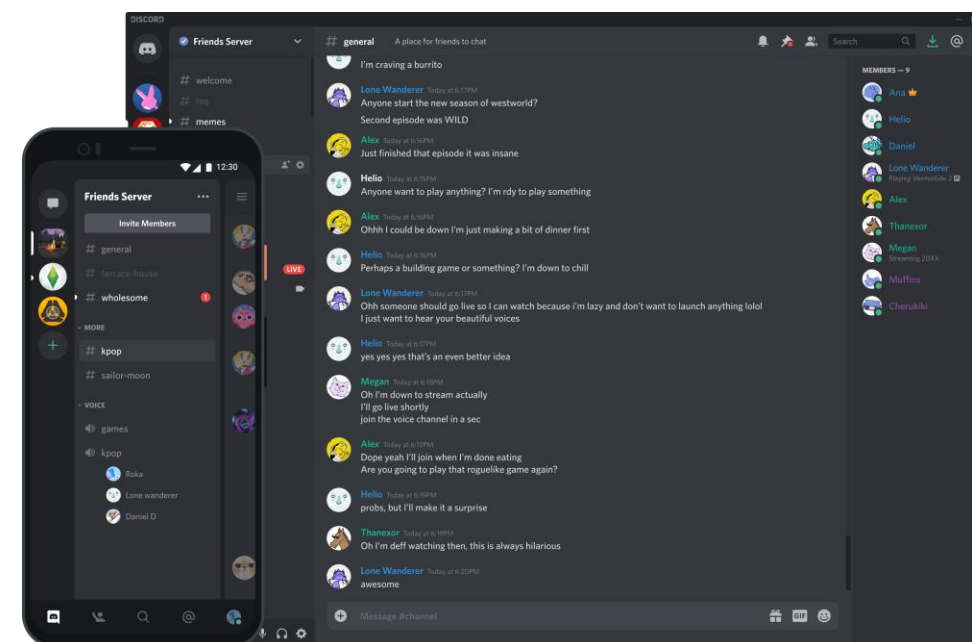 DISCORD
Friends Server
# general A place for friends to chat
Search
# welcome
# faq
# memes
LIVE
I'm craving a burrito
Lone Wanderer Today at 6:17PM
Anyone start the new season of westworld?
Second episode was WILD
Alex Today at 6:16PM
Just finished that episode it was insane
Helio Today at 6:15PM
Anyone want to play anything? I'm rdy to play something
Alex Today at 6:16PM
Ohhh I could be down I'm just making a bit of dinner first
Helio Today at 6:16PM
Perhaps a building game or something? I'm down to chill
Lone Wanderer Today at 6:17PM
Ohh someone should go live so I can watch because i'm lazy and don't want to launch anything lolol
I just want to hear your beautiful voices
Helio Today at 6:17PM
yes yes yes that's an even better idea
Megan Today at 6:18PM
Oh I'm down to stream actually
I'll go live shortly
join the voice channel in a sec
Alex Today at 6:19PM
Dope yeah I'll join when I'm done eating
Are you going to play that roguelike game again?
Helio Today at 6:19PM
probs, but I'll make it a surprise
Thanexor Today at 6:19PM
Oh I'm deff watching then, this is always hilarious
Lone Wanderer Today at 6:20PM
awesome
Message #channel
GIF
MEMBERS — 9
Ana
Helio
Daniel
Lone Wanderer
Playing Vermintide 2
Alex
Thanexor
Megan
Streaming 20XX
Muffins
Cherukiki
12:30
Friends Server
Invite Members
# general
# terrace-house
# wholesome 1
MORE
# kpop
# sailor-moon
VOICE
games
kpop
Roka
Lone wanderer
Daniel D